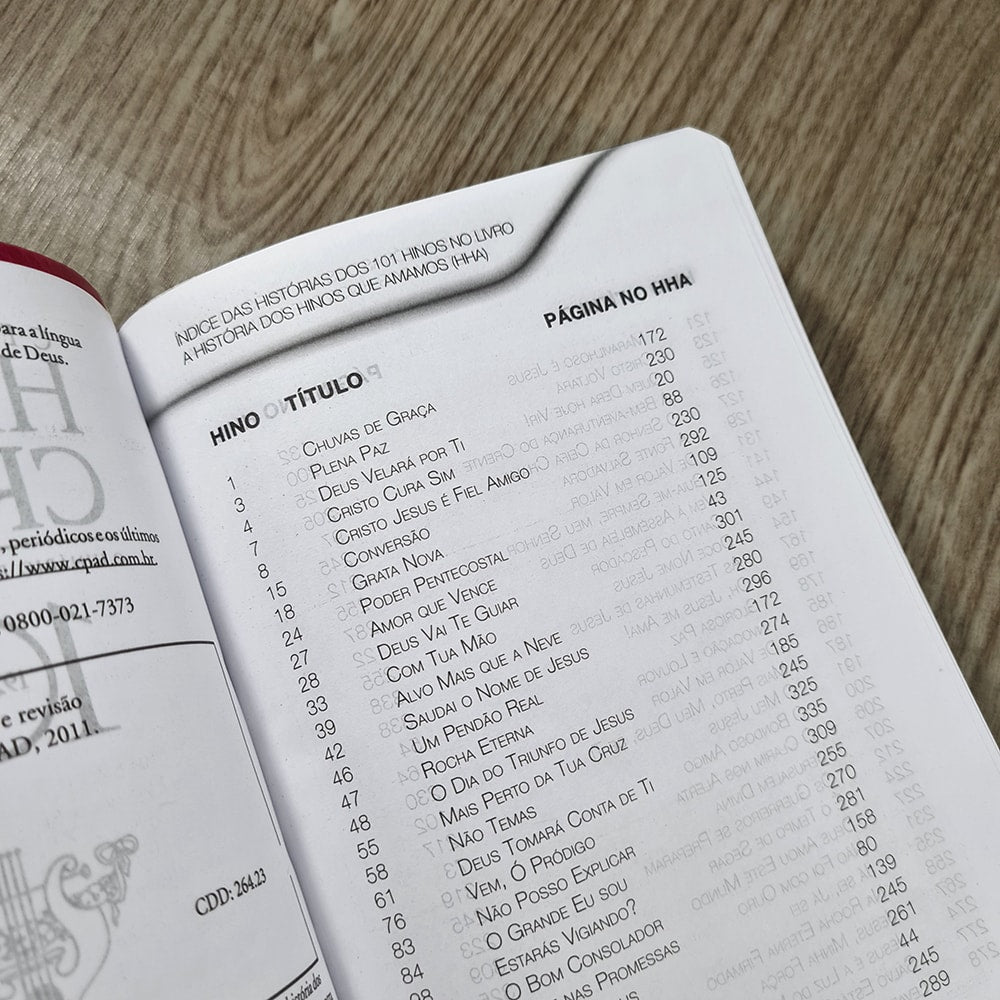 para a língua
de Deus.
, periódicos e os últimos
s://www.cpad.com.br.
0800-021-7373
e revisão
AD, 2011.
CDD: 264.23
ÍNDICE DAS HISTÓRIAS DOS 101 HINOS NO LIVRO
A HISTÓRIA DOS HINOS QUE AMAMOS (HHA)
HINO TÍTULO PÁGINA NO HHA
1 CHUVAS DE GRAÇA 172
3 PLENA PAZ 230
4 DEUS VELARÁ POR TI 20
7 CRISTO CURA SIM 88
8 CRISTO JESUS É FIEL AMIGO 230
15 CONVERSÃO 292
18 GRATA NOVA 109
24 PODER PENTECOSTAL 125
27 AMOR QUE VENCE 43
28 DEUS VAI TE GUIAR 301
33 COM TUA MÃO 245
39 ALVO MAIS QUE A NEVE 280
42 SAUDAI O NOME DE JESUS 296
46 UM PENDÃO REAL 172
47 ROCHA ETERNA 274
48 O DIA DO TRIUNFO DE JESUS 185
55 MAIS PERTO DA TUA CRUZ 245
58 NÃO TEMAS 325
61 DEUS TOMARÁ CONTA DE TI 335
76 VEM, Ó PRÓDIGO 309
83 NÃO POSSO EXPLICAR 255
84 O GRANDE EU SOU 270
ESTARÁS VIGIANDO? 281
O BOM CONSOLADOR 158
NAS PROMESSAS 80
139
245
261
44
245
289